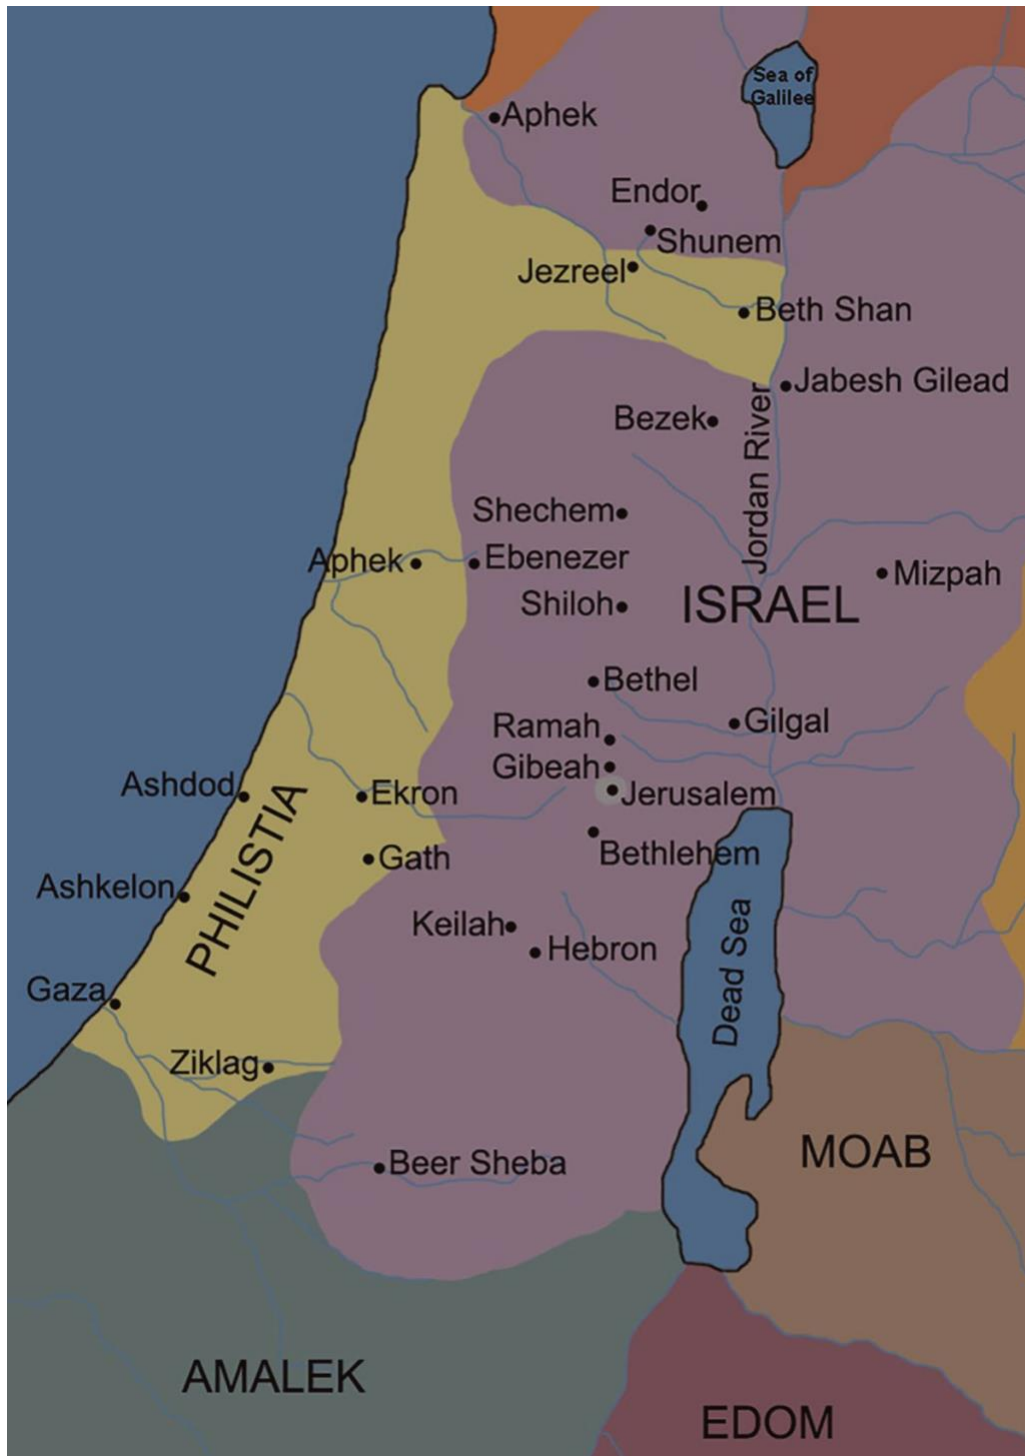 Sea of
Galilee
Aphek
Endor
Shunem
Jezreel
Beth Shan
Jabesh Gilead
Bezek
Jordan River
Shechem
Aphek
Ebenezer
Mizpah
Shiloh
ISRAEL
Bethel
Ramah
Gilgal
Gibeah
Ashdod
Ekron
Jerusalem
PHILISTIA
Gath
Bethlehem
Ashkelon
Keilah
Hebron
Dead Sea
Gaza
Ziklag
MOAB
Beer Sheba
AMALEK
EDOM